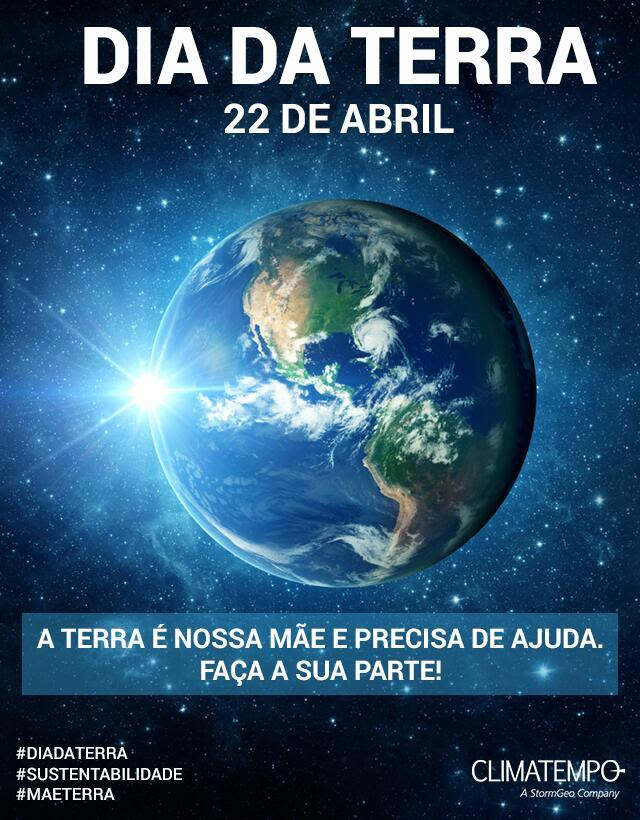 DIA DA TERRA
22 DE ABRIL
A TERRA É NOSSA MÃE E PRECISA DE AJUDA.
FAÇA A SUA PARTE!
#DIADATERRA
#SUSTENTABILIDADE
#MAETERRA
CLIMATEMPO
A StormGeo Company